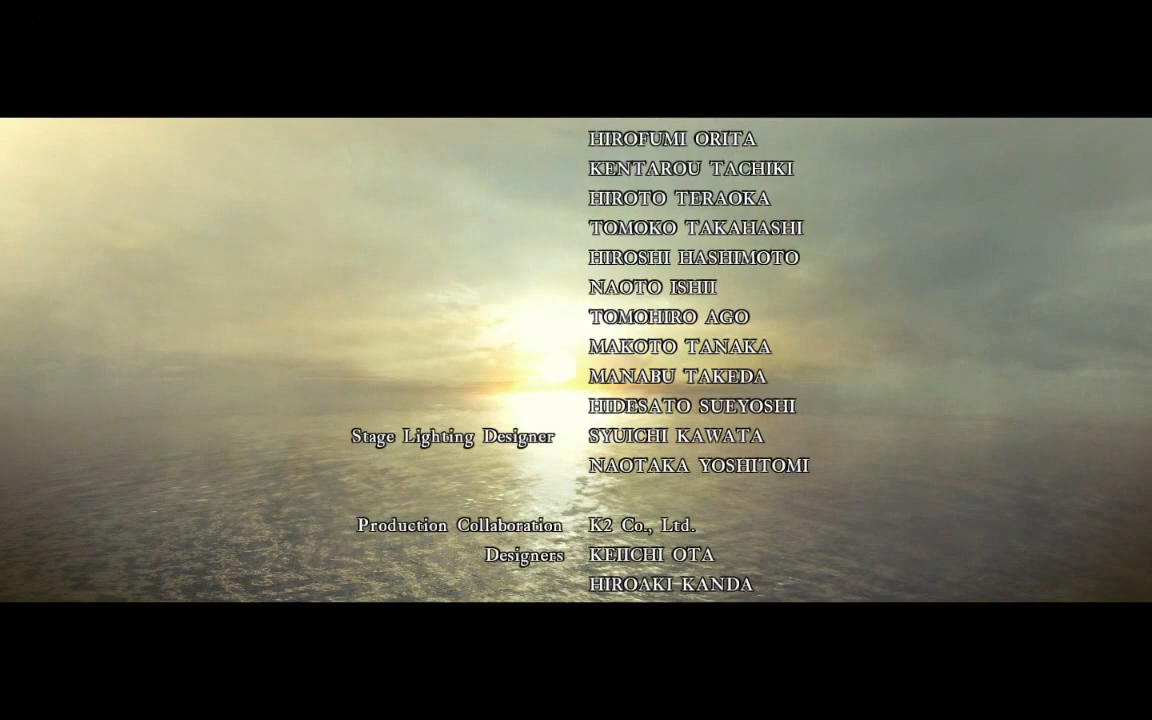 HIROFUMI ORITA
KENTAROU TACHIKI
HIROTO TERAOKA
TOMOKO TAKAHASHI
HIROSHI HASHIMOTO
NAOTO ISHII
TOMOHIRO AGO
MAKOTO TANAKA
MANABU TAKEDA
HIDESATO SUEYOSHI
Stage Lighting Designer SYUICHI KAWATA
NAOTAKA YOSHITOMI
Production Collaboration K2 Co., Ltd.
Designers KEIICHI OTA
HIROAKI KANDA